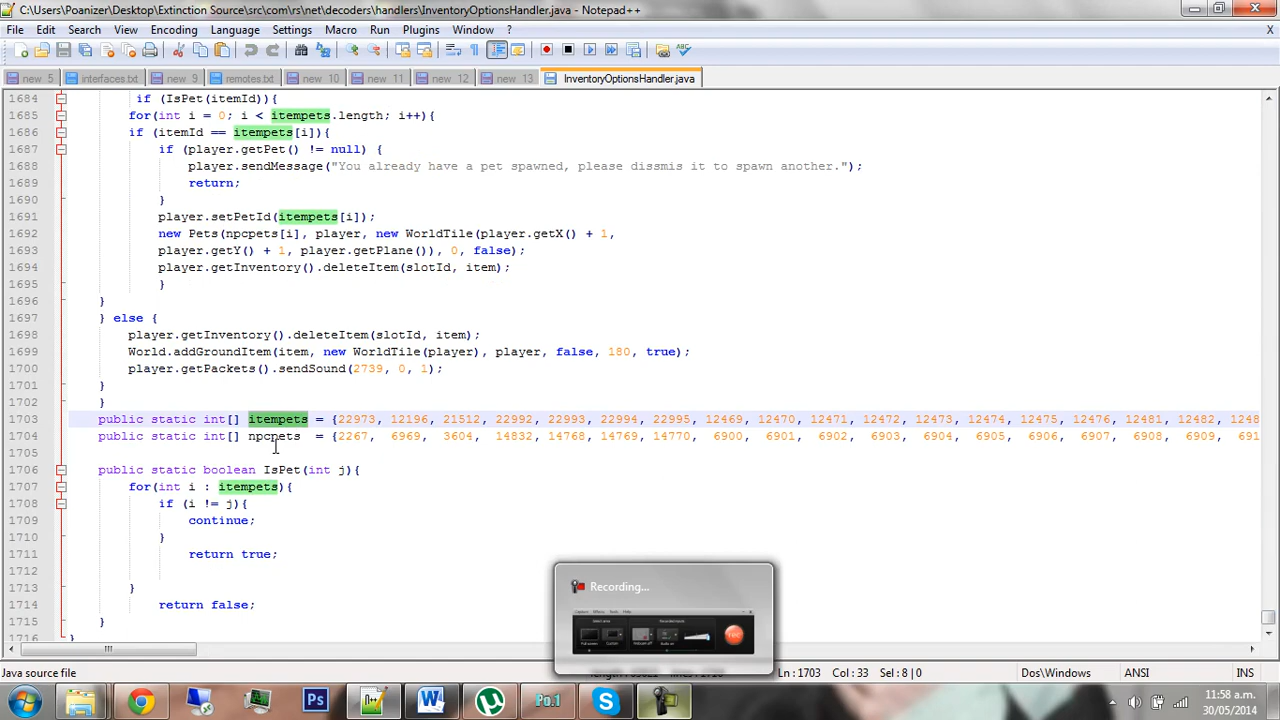 C:\Users\Poanizer\Desktop\Extinction Source\src\com\rs\net\decoders\handlers\InventoryOptionsHandler.java - Notepad++
File Edit Search View Encoding Language Settings Macro Run Plugins Window ? X
new 5 interfaces.txt new 9 remotes.txt new 10 new 11 new 12 new 13 InventoryOptionsHandler.java
1684 if (IsPet(itemId)){
1685 for(int i = 0; i < itempets.length; i++){
1686 if (itemId == itempets[i]){
1687 if (player.getPet() != null) {
1688 player.sendMessage("You already have a pet spawned, please dissmis it to spawn another.");
1689 return;
1690 }
1691 player.setPetId(itempets[i]);
1692 new Pets(npcpets[i], player, new WorldTile(player.getX() + 1,
1693 player.getY() + 1, player.getPlane()), 0, false);
1694 player.getInventory().deleteItem(slotId, item);
1695 }
1696 }
1697 } else {
1698 player.getInventory().deleteItem(slotId, item);
1699 World.addGroundItem(item, new WorldTile(player), player, false, 180, true);
1700 player.getPackets().sendSound(2739, 0, 1);
1701 }
1702 }
1703 public static int[] itempets = {22973, 12196, 21512, 22992, 22993, 22994, 22995, 12469, 12470, 12471, 12472, 12473, 12474, 12475, 12476, 12481, 12482, 1248
1704 public static int[] npcpets = {2267, 6969, 3604, 14832, 14768, 14769, 14770, 6900, 6901, 6902, 6903, 6904, 6905, 6906, 6907, 6908, 6909, 691
1706 public static boolean IsPet(int j){
1707 for(int i : itempets){
1708 if (i != j){
1709 continue;
1710 }
1711 return true;
1712
1713 }
1714 return false;
1715 }
1716 }
Recording...
rec
Java source file Ln : 1703 Col : 33 Sel : 8 | 0 Dos\Windows ANSI INS
Ps W Po.1 S
11:58 am
30/05/2014